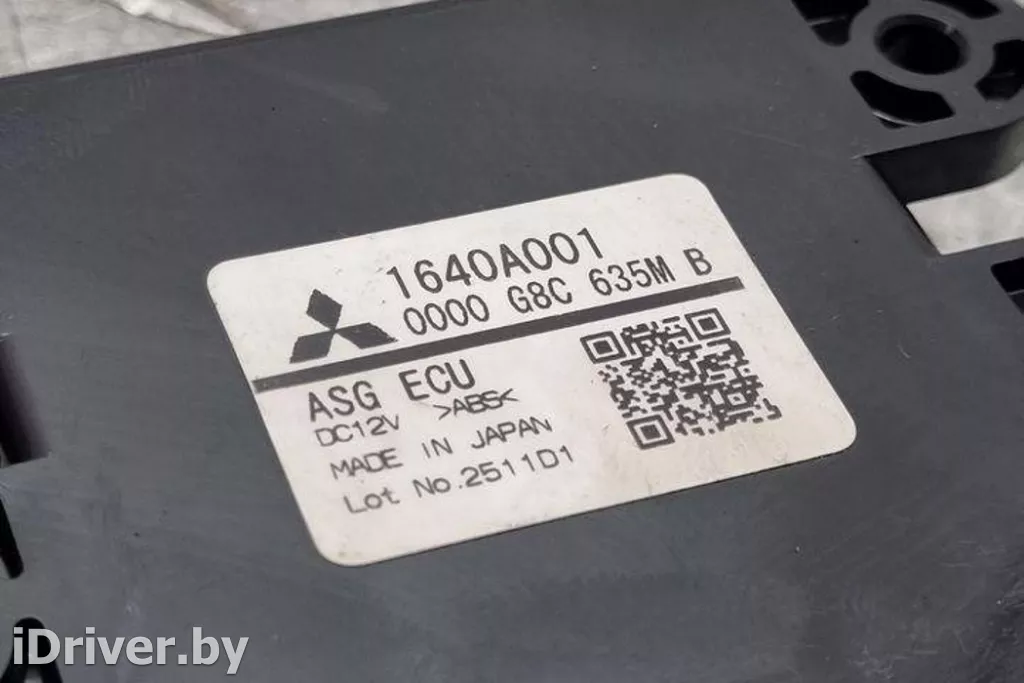 1640A001
0000 G8C 635M B
ASG ECU
DC12V >ABS<
MADE IN JAPAN
Lot No.2511D1
iDriver.by